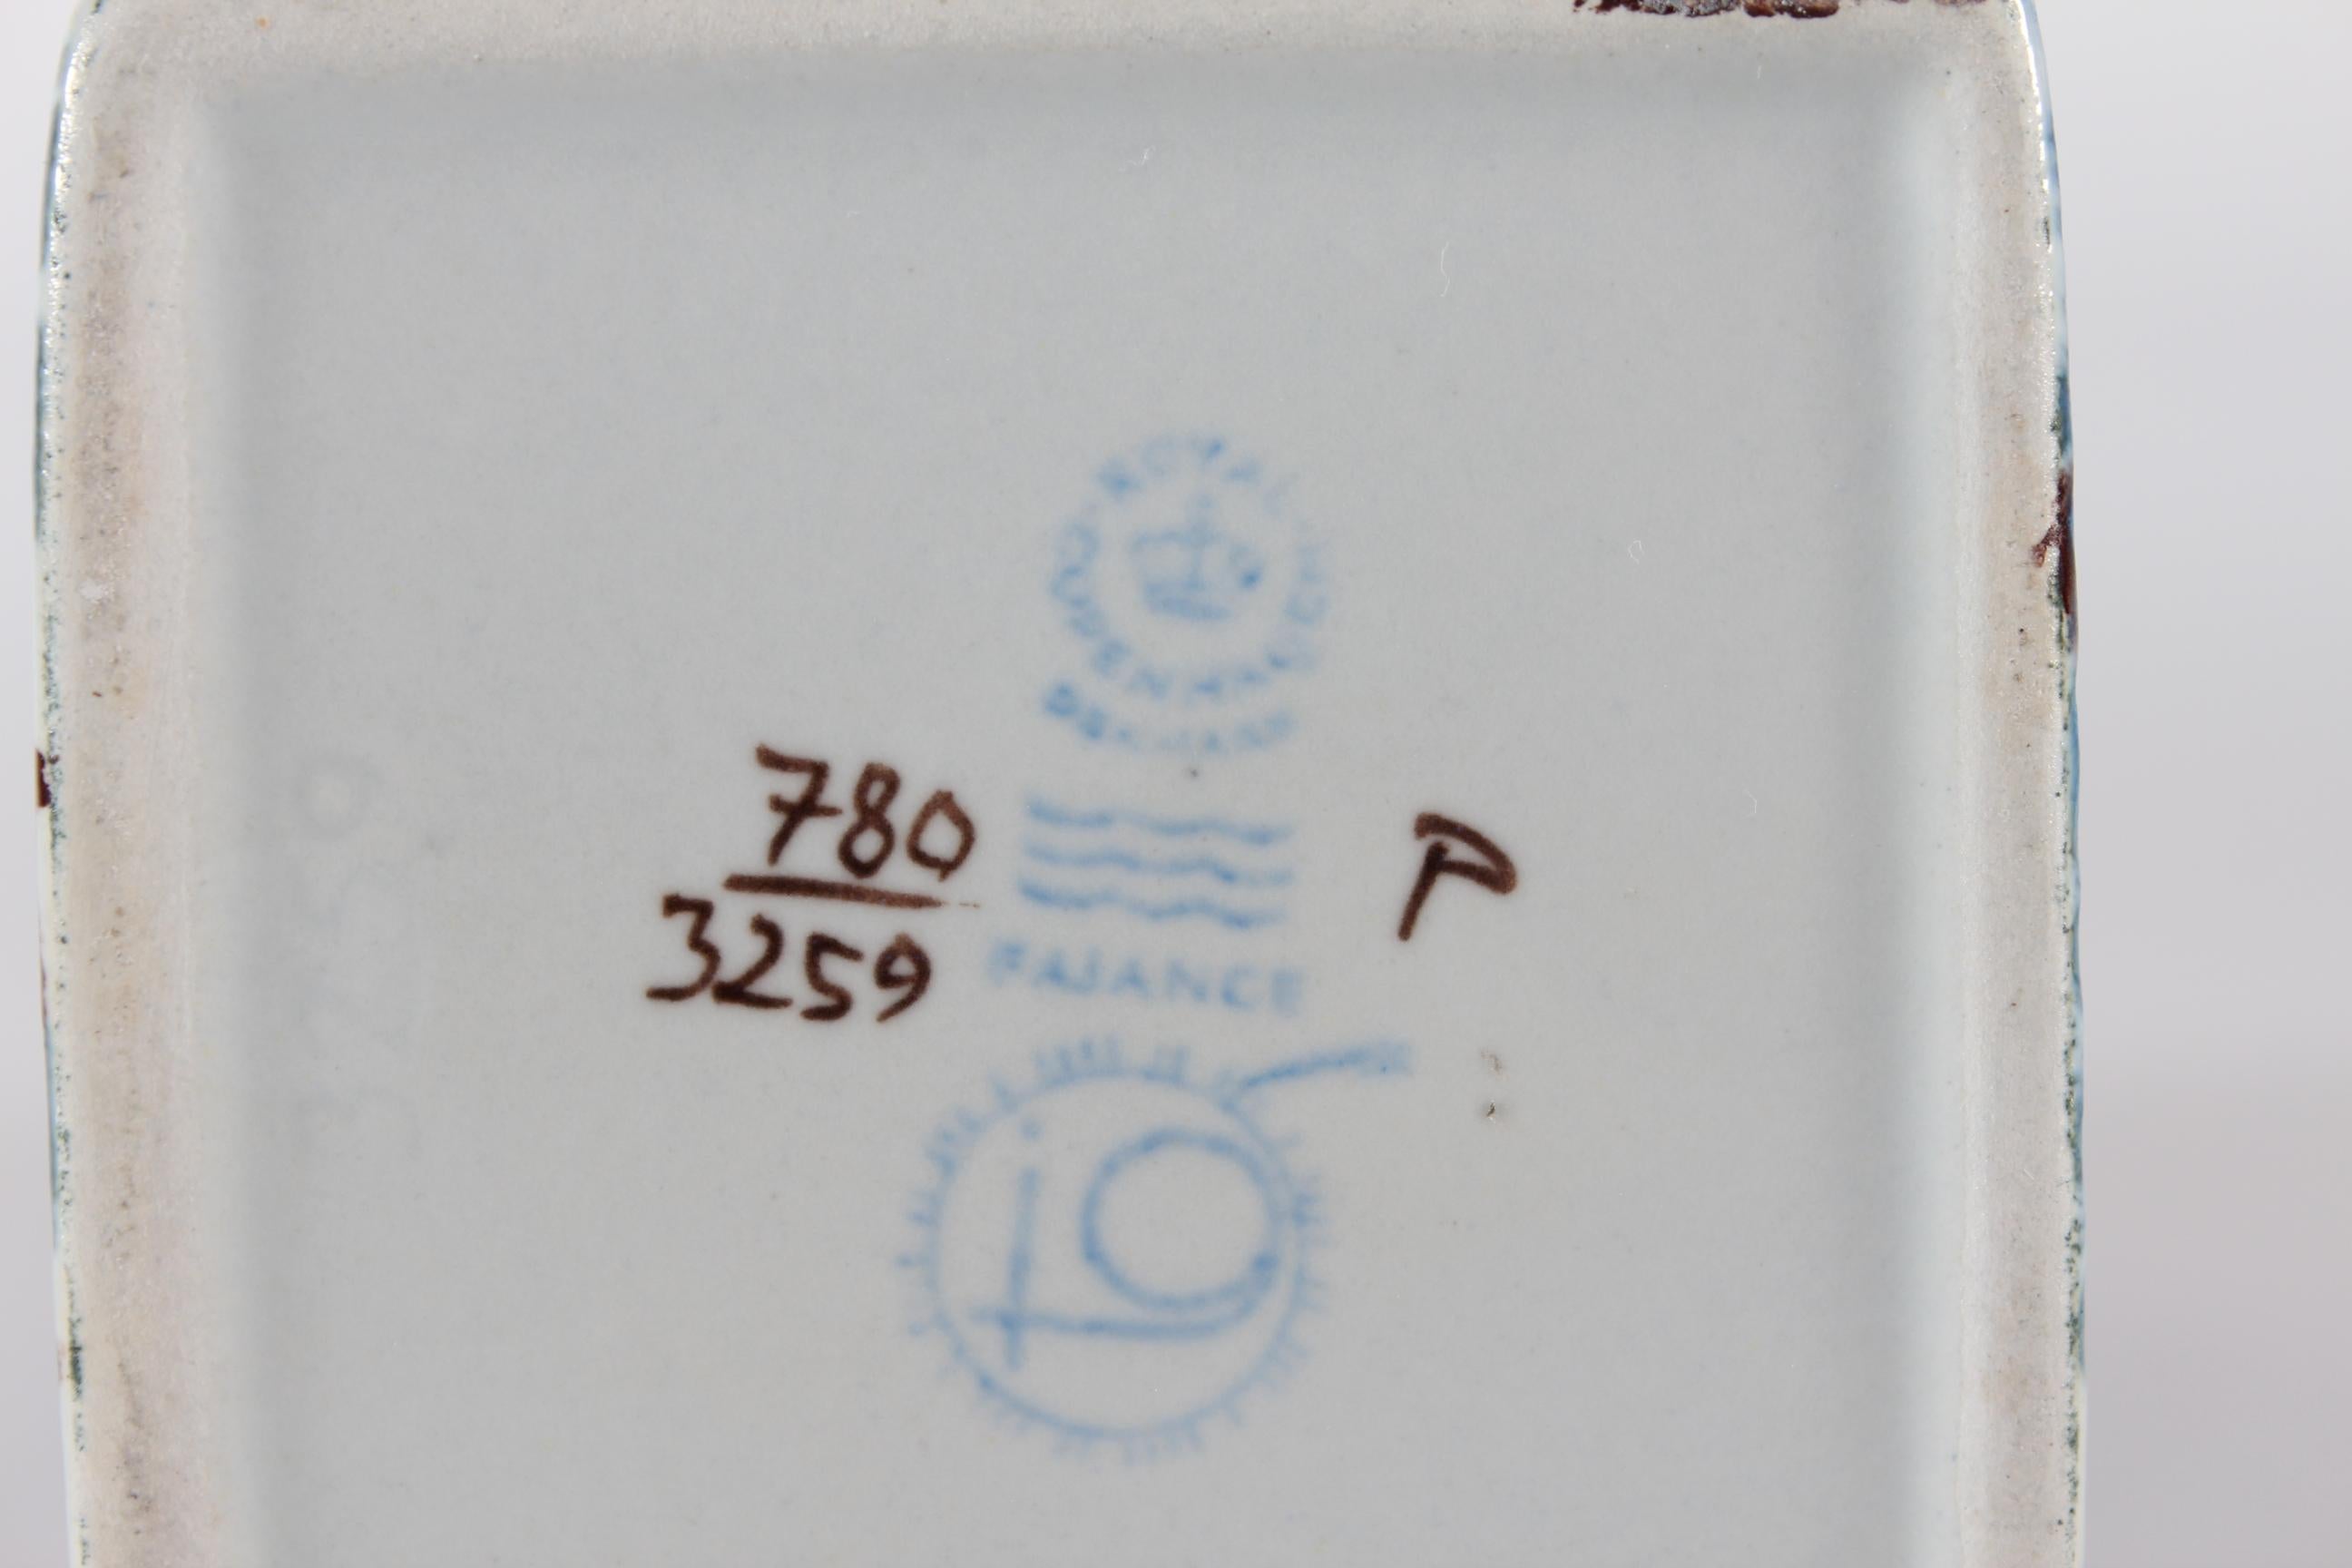 ROYAL
COPENHAGEN
DENMARK
780
3259
P
FAJANCE